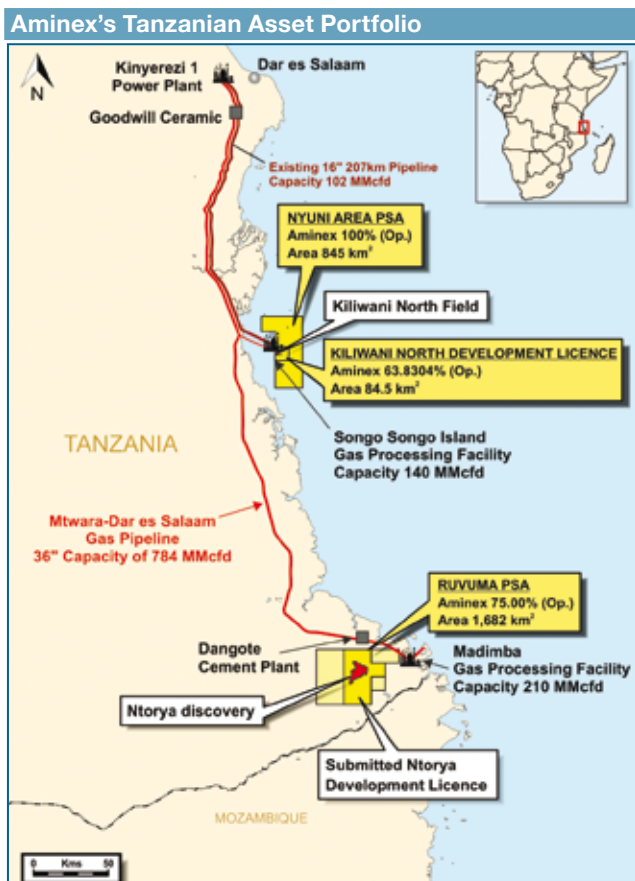 Aminex's Tanzanian Asset Portfolio
N
Kinyerezi 1
Power Plant
Dar es Salaam
Goodwill Ceramic
Existing 16" 207km Pipeline
Capacity 102 MMcfd
NYUNI AREA PSA
Aminex 100% (Op.)
Area 845 km²
Kiliwani North Field
KILIWANI NORTH DEVELOPMENT LICENCE
Aminex 63.8304% (Op.)
Area 84.5 km²
TANZANIA
Songo Songo Island
Gas Processing Facility
Capacity 140 MMcfd
Mtwara-Dar es Salaam
Gas Pipeline
36" Capacity of 784 MMcfd
RUVUMA PSA
Aminex 75.00% (Op.)
Area 1,682 km²
Dangote
Cement Plant
Madimba
Gas Processing Facility
Capacity 210 MMcfd
Ntorya discovery
Submitted Ntorya
Development Licence
MOZAMBIQUE
0 Kms 50